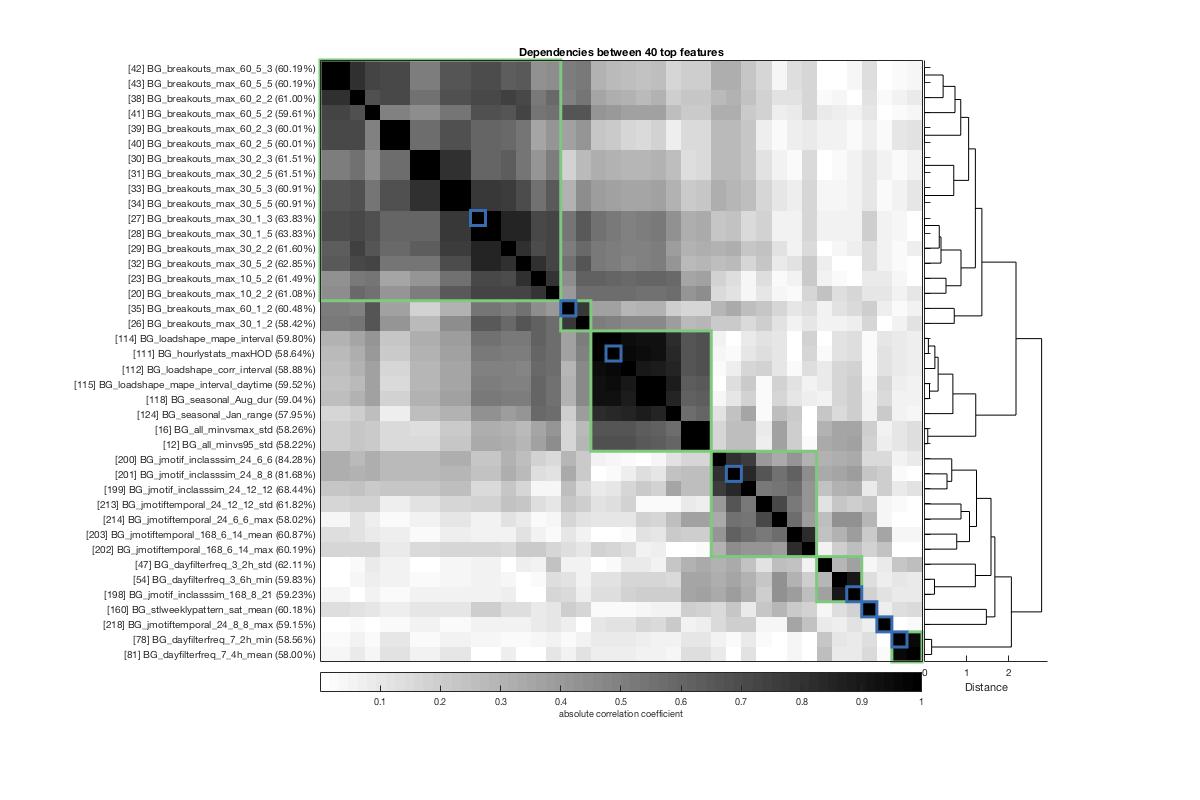 Dependencies between 40 top features
[42] BG_breakouts_max_60_5_3 (60.19%)
[43] BG_breakouts_max_60_5_5 (60.19%)
[38] BG_breakouts_max_60_2_2 (61.00%)
[41] BG_breakouts_max_60_5_2 (59.61%)
[39] BG_breakouts_max_60_2_3 (60.01%)
[40] BG_breakouts_max_60_2_5 (60.01%)
[30] BG_breakouts_max_30_2_3 (61.51%)
[31] BG_breakouts_max_30_2_5 (61.51%)
[33] BG_breakouts_max_30_5_3 (60.91%)
[34] BG_breakouts_max_30_5_5 (60.91%)
[27] BG_breakouts_max_30_1_3 (63.83%)
[28] BG_breakouts_max_30_1_5 (63.83%)
[29] BG_breakouts_max_30_2_2 (61.60%)
[32] BG_breakouts_max_30_5_2 (62.85%)
[23] BG_breakouts_max_10_5_2 (61.49%)
[20] BG_breakouts_max_10_2_2 (61.08%)
[35] BG_breakouts_max_60_1_2 (60.48%)
[26] BG_breakouts_max_30_1_2 (58.42%)
[114] BG_loadshape_mape_interval (59.80%)
[111] BG_hourlystats_maxHOD (58.64%)
[112] BG_loadshape_corr_interval (58.88%)
[115] BG_loadshape_mape_interval_daytime (59.52%)
[118] BG_seasonal_Aug_dur (59.04%)
[124] BG_seasonal_Jan_range (57.95%)
[16] BG_all_minvsmax_std (58.26%)
[12] BG_all_minvs95_std (58.22%)
[200] BG_jmotif_inclasssim_24_6_6 (84.28%)
[201] BG_jmotif_inclasssim_24_8_8 (81.68%)
[199] BG_jmotif_inclasssim_24_12_12 (68.44%)
[213] BG_jmotiftemporal_24_12_12_std (61.82%)
[214] BG_jmotiftemporal_24_6_6_max (58.02%)
[203] BG_jmotiftemporal_168_6_14_mean (60.87%)
[202] BG_jmotiftemporal_168_6_14_max (60.19%)
[47] BG_dayfilterfreq_3_2h_std (62.11%)
[54] BG_dayfilterfreq_3_6h_min (59.83%)
[198] BG_jmotif_inclasssim_168_8_21 (59.23%)
[160] BG_stlweeklypattern_sat_mean (60.18%)
[218] BG_jmotiftemporal_24_8_8_max (59.15%)
[78] BG_dayfilterfreq_7_2h_min (58.56%)
[81] BG_dayfilterfreq_7_4h_mean (58.00%)
0 1 2
Distance
0.1 0.2 0.3 0.4 0.5 0.6 0.7 0.8 0.9 1
absolute correlation coefficient